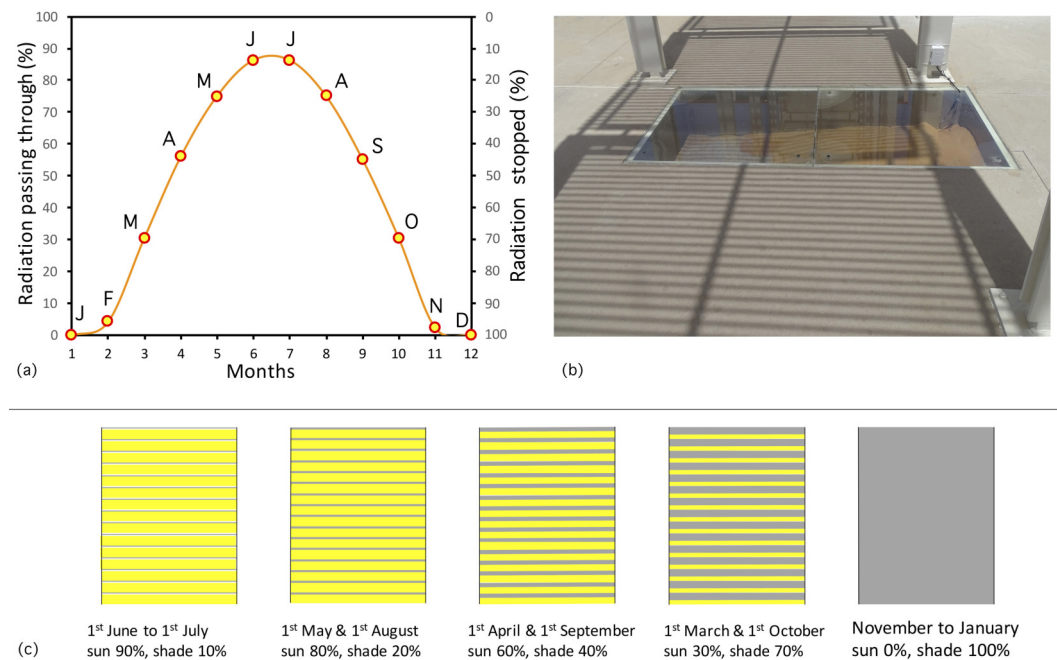 100
90
80
70
60
50
40
30
20
10
0
Radiation passing through (%)
0
10
20
30
40
50
60
70
80
90
100
Radiation stopped (%)
J
F
M
A
M
J
J
A
S
O
N
D
1 2 3 4 5 6 7 8 9 10 11 12
Months
(a)
(b)
1st June to 1st July
sun 90%, shade 10%
1st May & 1st August
sun 80%, shade 20%
1st April & 1st September
sun 60%, shade 40%
1st March & 1st October
sun 30%, shade 70%
November to January
sun 0%, shade 100%
(c)